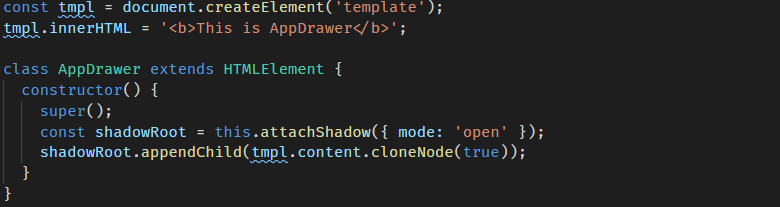 const tmpl = document.createElement('template');
tmpl.innerHTML = '<b>This is AppDrawer</b>';

class AppDrawer extends HTMLElement {
  constructor() {
    super();
    const shadowRoot = this.attachShadow({ mode: 'open' });
    shadowRoot.appendChild(tmpl.content.cloneNode(true));
  }
}